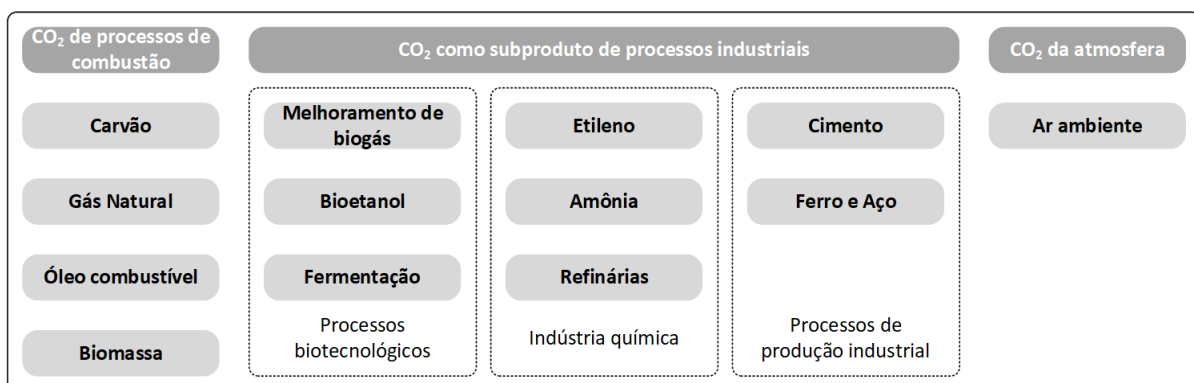 CO₂ de processos de
combustão
CO₂ como subproduto de processos industriais
CO₂ da atmosfera
Carvão
Gás Natural
Óleo combustível
Biomassa
Melhoramento de
biogás
Bioetanol
Fermentação
Processos
biotecnológicos
Etileno
Amônia
Refinárias
Indústria química
Cimento
Ferro e Aço
Processos de
produção industrial
Ar ambiente